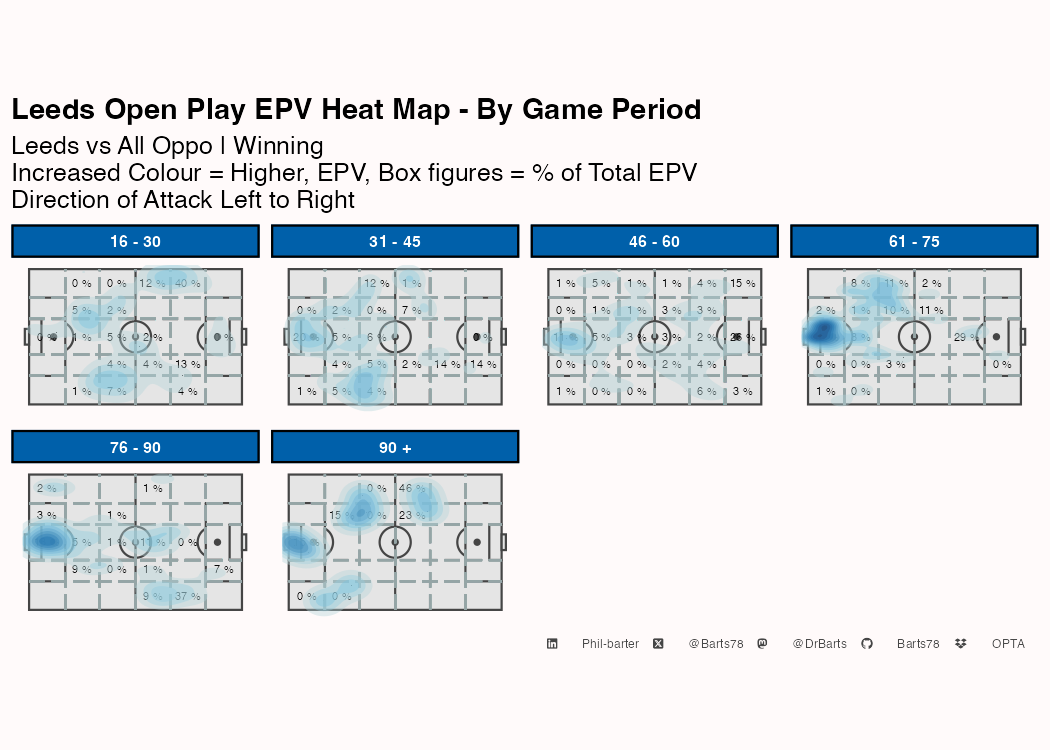 Leeds Open Play EPV Heat Map - By Game Period
Leeds vs All Oppo | Winning
Increased Colour = Higher, EPV, Box figures = % of Total EPV
Direction of Attack Left to Right
16 - 30
0 % 0 % 12 % 40 %
5 % 2 %
1 % 5 % 2 %
4 % 4 % 13 %
1 % 7 % 4 %
31 - 45
12 % 1 %
0 % 2 % 0 % 7 %
5 % 6 %
4 % 5 % 2 % 14 % 14 %
1 % 5 % 4 %
46 - 60
1 % 5 % 1 % 1 % 4 % 15 %
0 % 1 % 1 % 3 % 3 %
5 % 3 % 3 % 2 %
0 % 0 % 0 % 2 % 4 %
1 % 0 % 0 % 6 % 3 %
61 - 75
8 % 11 % 2 %
2 % 1 % 10 % 11 %
29 %
0 % 0 % 3 % 0 %
1 % 0 %
76 - 90
2 % 1 %
3 % 1 %
5 % 1 % 11 % 0 %
9 % 0 % 1 % 7 %
9 % 37 %
90 +
0 % 46 %
23 %
0 % 0 %
Phil-barter @Barts78 @DrBarts Barts78 OPTA